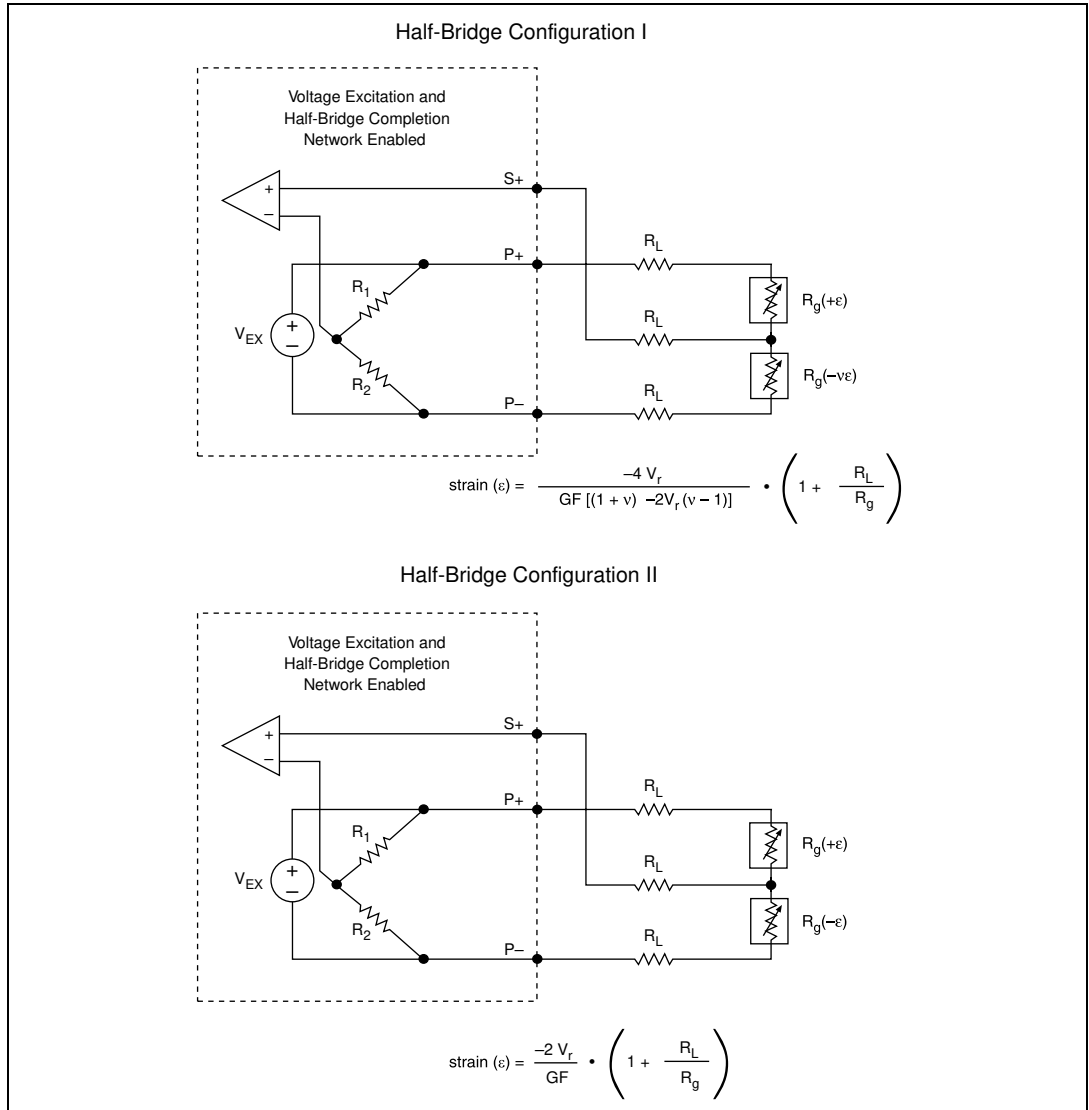 Half-Bridge Configuration I
Voltage Excitation and
Half-Bridge Completion
Network Enabled
+
–
S+
P+
R1
VEX
+
–
R2
P–
RL
Rg(+ε)
RL
Rg(–νε)
RL
strain (ε) = –4 Vr / GF [(1 + ν) –2Vr (ν – 1)] • (1 + RL / Rg)
Half-Bridge Configuration II
Voltage Excitation and
Half-Bridge Completion
Network Enabled
+
–
S+
P+
R1
VEX
+
–
R2
P–
RL
Rg(+ε)
RL
Rg(–ε)
RL
strain (ε) = –2 Vr / GF • (1 + RL / Rg)